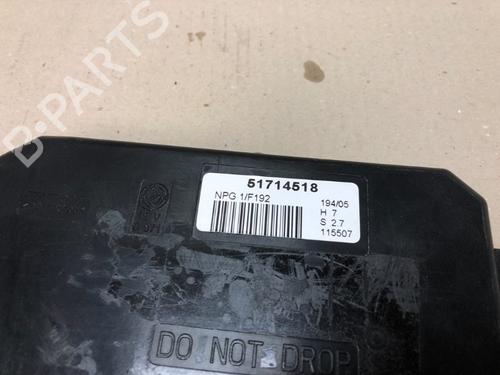 B-PARTS
51714518
NPG 1/F192
194/05
H 7
S 2.7
115507
DO NOT DROP